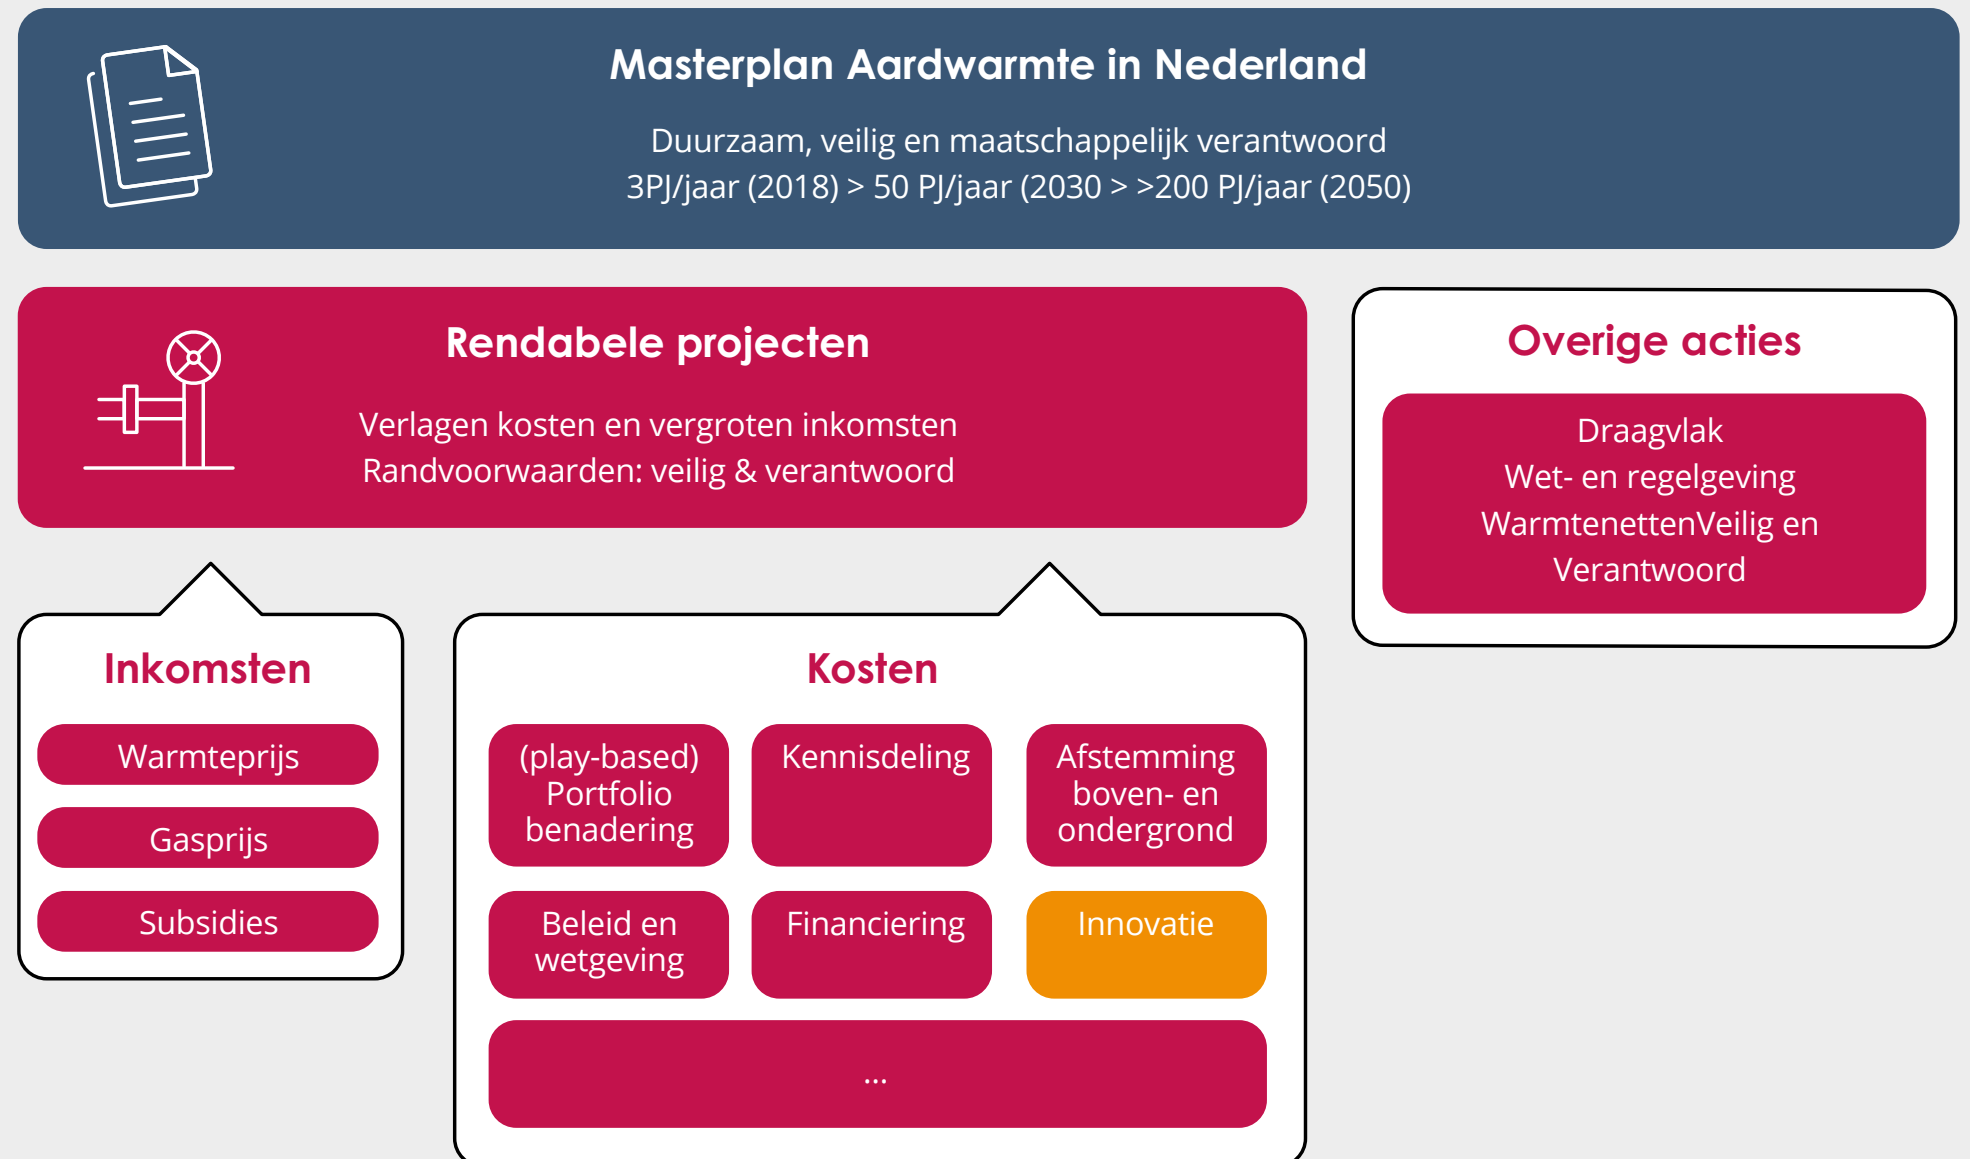 Masterplan Aardwarmte in Nederland
Duurzaam, veilig en maatschappelijk verantwoord
3PJ/jaar (2018) > 50 PJ/jaar (2030 > >200 PJ/jaar (2050)
Rendabele projecten
Verlagen kosten en vergroten inkomsten
Randvoorwaarden: veilig & verantwoord
Overige acties
Draagvlak
Wet- en regelgeving
WarmtenettenVeilig en
Verantwoord
Inkomsten
Warmteprijs
Gasprijs
Subsidies
Kosten
(play-based)
Portfolio
benadering
Kennisdeling
Afstemming
boven- en
ondergrond
Beleid en
wetgeving
Financiering
Innovatie
...